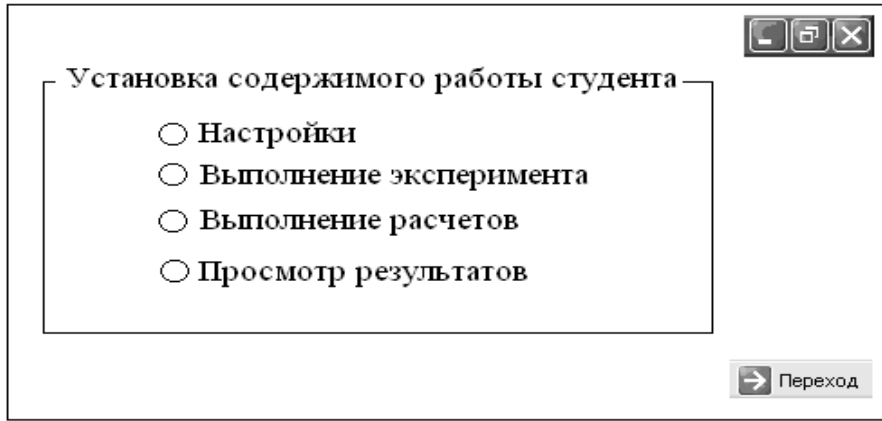 Установка содержимого работы студента
Настройки
Выполнение эксперимента
Выполнение расчетов
Просмотр результатов
Переход